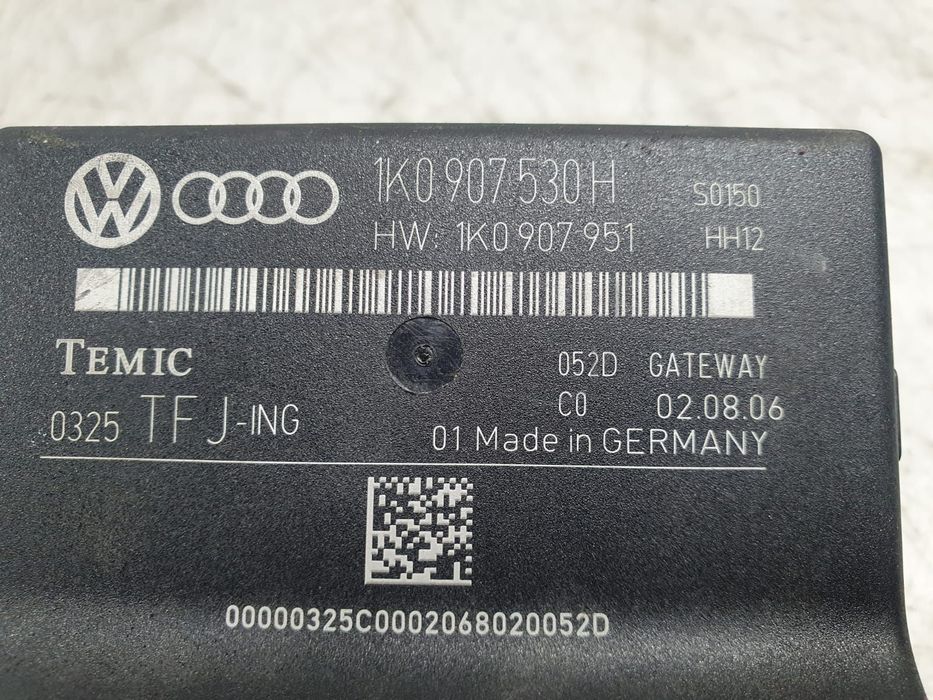 1K0 907 530 H S0150
HW: 1K0 907 951 HH12
TEMIC 052D GATEWAY
C0 02.08.06
0325 TFJ-ING
01 Made in GERMANY
00000325C0002068020052D